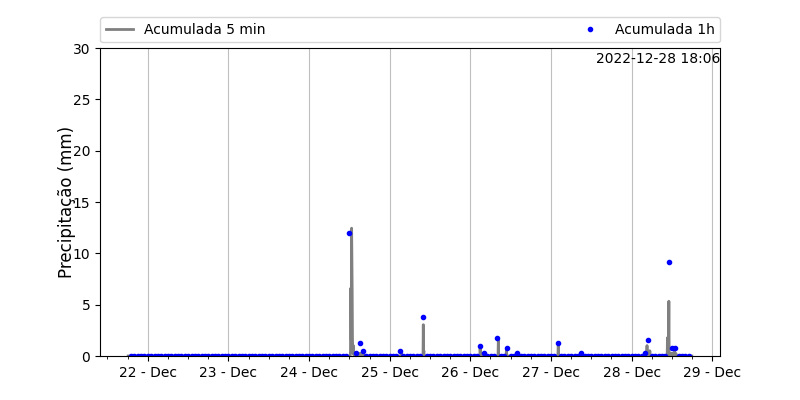 Acumulada 5 min
Acumulada 1h
2022-12-28 18:06
Precipitação (mm)
30
25
20
15
10
5
0
22 - Dec 23 - Dec 24 - Dec 25 - Dec 26 - Dec 27 - Dec 28 - Dec 29 - Dec